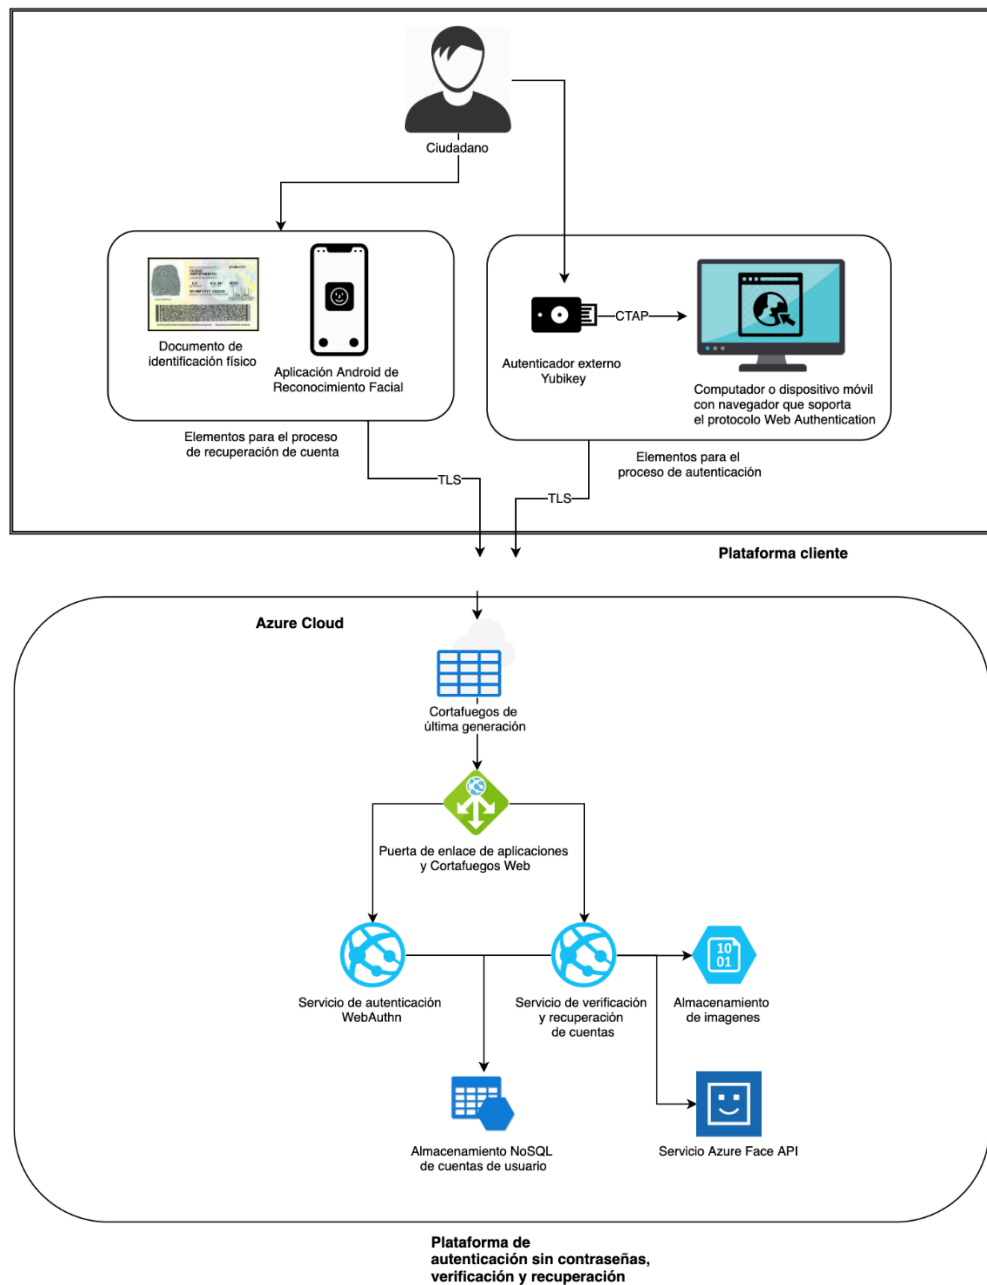 Ciudadano
Documento de
identificación físico
Aplicación Android de
Reconocimiento Facial
CTAP
Autenticador externo
Yubikey
Computador o dispositivo móvil
con navegador que soporta
el protocolo Web Authentication
Elementos para el proceso
de recuperación de cuenta
Elementos para el
proceso de autenticación
TLS
TLS
Plataforma cliente
Azure Cloud
Cortafuegos de
última generación
Puerta de enlace de aplicaciones
y Cortafuegos Web
10
01
Servicio de autenticación
WebAuthn
Servicio de verificación
y recuperación
de cuentas
Almacenamiento
de imagenes
Almacenamiento NoSQL
de cuentas de usuario
Servicio Azure Face API
Plataforma de
autenticación sin contraseñas,
verificación y recuperación